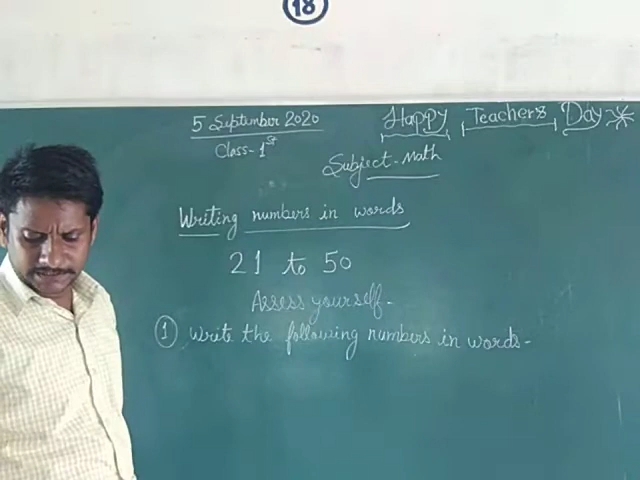 18
5 September 2020
Happy Teachers Day
Class-1st
Subject-Math
Writing numbers in words
21 to 50
Assess yourself-
1 Write the following numbers in words-